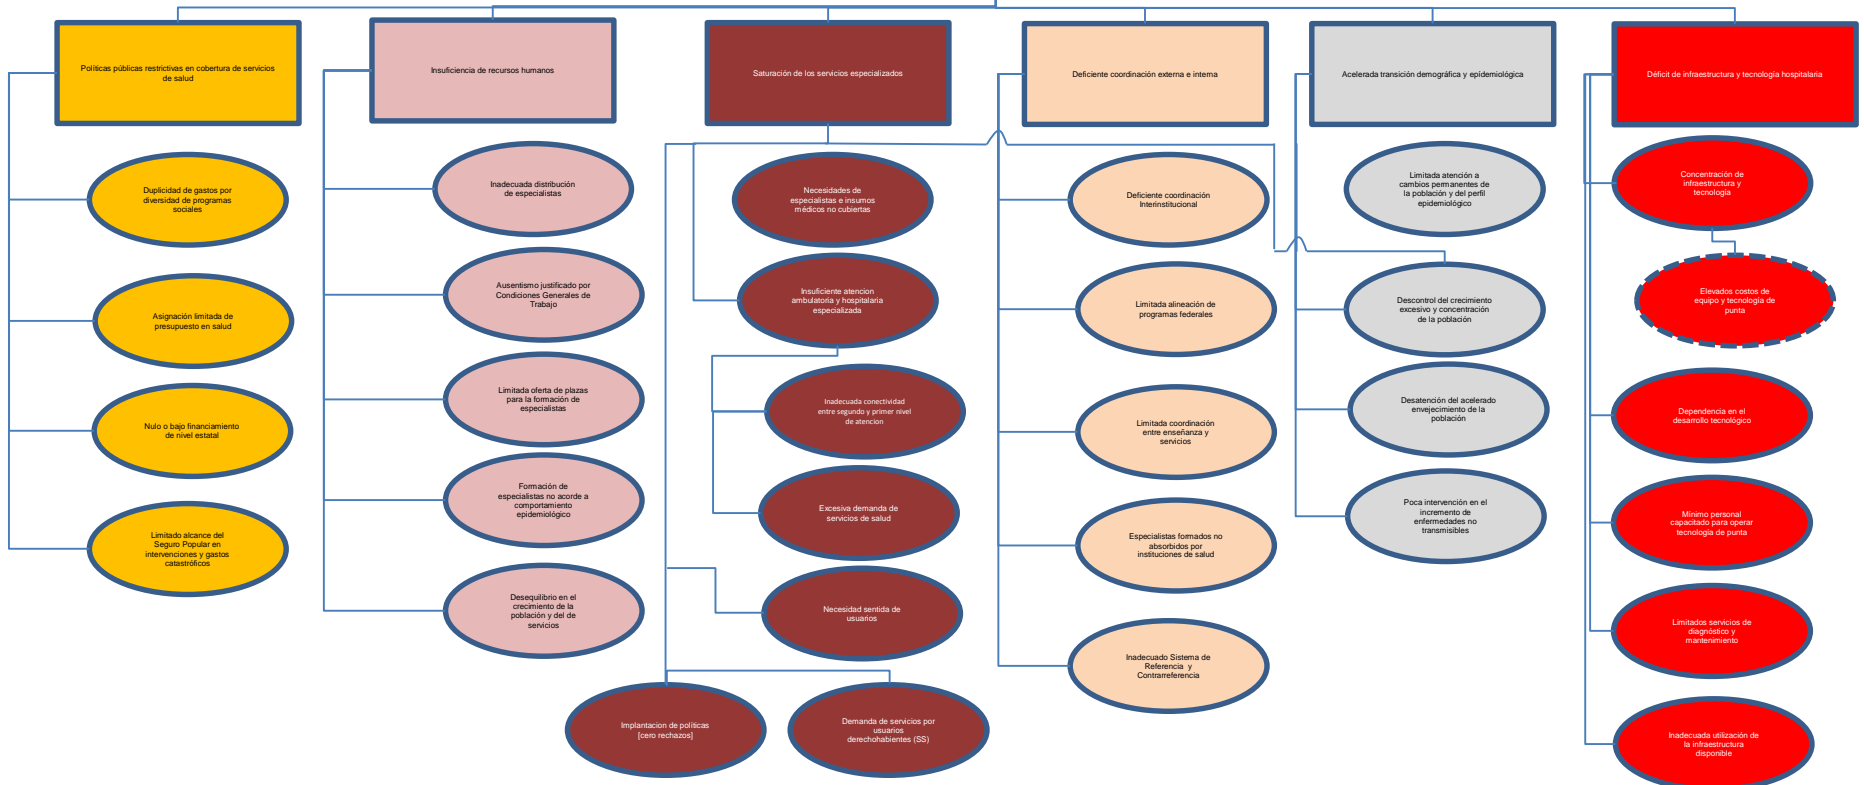 Políticas públicas restrictivas en cobertura de servicios
de salud
Insuficiencia de recursos humanos
Saturación de los servicios especializados
Deficiente coordinación externa e interna
Acelerada transición demográfica y epidemiológica
Déficit de infraestructura y tecnología hospitalaria
Duplicidad de gastos por
diversidad de programas
sociales
Asignación limitada de
presupuesto en salud
Nulo o bajo financiamiento
de nivel estatal
Limitado alcance del
Seguro Popular en
intervenciones y gastos
catastróficos
Inadecuada distribución
de especialistas
Ausentismo justificado por
Condiciones Generales de
Trabajo
Limitada oferta de plazas
para la formación de
especialistas
Formación de
especialistas no acorde a
comportamiento
epidemiológico
Desequilibrio en el
crecimiento de la
población y del de
servicios
Necesidades de
especialistas e insumos
médicos no cubiertas
Insuficiente atencion
ambulatoria y hospitalaria
especializada
Inadecuada conectividad
entre segundo y primer nivel
de atencion
Excesiva demanda de
servicios de salud
Necesidad sentida de
usuarios
Implantacion de políticas
[cero rechazos]
Demanda de servicios por
usuarios
derechohabientes (SS)
Deficiente coordinación
Interinstitucional
Limitada alineación de
programas federales
Limitada coordinación
entre enseñanza y
servicios
Especialistas formados no
absorbidos por
instituciones de salud
Inadecuado Sistema de
Referencia y
Contrarreferencia
Limitada atención a
cambios permanentes de
la población y del perfil
epidemiológico
Descontrol del crecimiento
excesivo y concentración
de la población
Desatención del acelerado
envejecimiento de la
población
Poca intervención en el
incremento de
enfermedades no
transmisibles
Concentración de
infraestructura y
tecnología
Elevados costos de
equipo y tecnología de
punta
Dependencia en el
desarrollo tecnológico
Mínimo personal
capacitado para operar
tecnología de punta
Limitados servicios de
diagnóstico y
mantenimiento
Inadecuada utilización de
la infraestructura
disponible